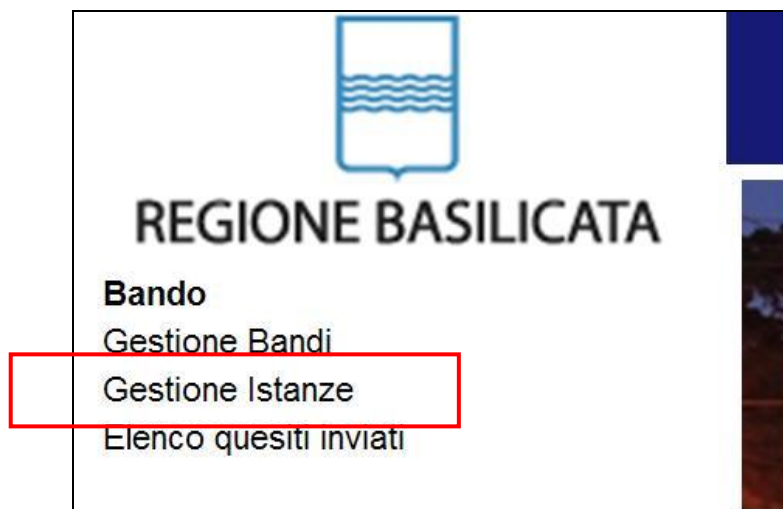 REGIONE BASILICATA
Bando
Gestione Bandi
Gestione Istanze
Elenco quesiti inviati